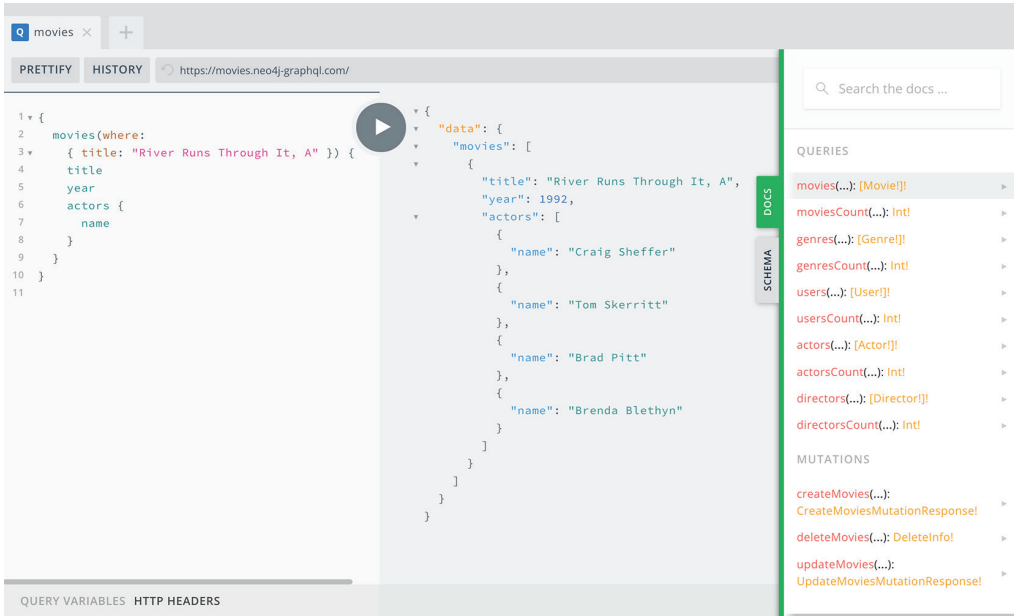 Q movies ×
+
PRETTIFY HISTORY https://movies.neo4j-graphql.com/
1 {
2 movies(where:
3 { title: "River Runs Through It, A" }) {
4 title
5 year
6 actors {
7 name
8 }
9 }
10 }
11
{
"data": {
"movies": [
{
"title": "River Runs Through It, A",
"year": 1992,
"actors": [
{
"name": "Craig Sheffer"
},
{
"name": "Tom Skerritt"
},
{
"name": "Brad Pitt"
},
{
"name": "Brenda Blethyn"
}
]
}
]
}
}
DOCS
SCHEMA
Search the docs ...
QUERIES
movies(...): [Movie!]!
moviesCount(...): Int!
genres(...): [Genre!]!
genresCount(...): Int!
users(...): [User!]!
usersCount(...): Int!
actors(...): [Actor!]!
actorsCount(...): Int!
directors(...): [Director!]!
directorsCount(...): Int!
MUTATIONS
createMovies(...):
CreateMoviesMutationResponse!
deleteMovies(...): DeleteInfo!
updateMovies(...):
UpdateMoviesMutationResponse!
QUERY VARIABLES HTTP HEADERS